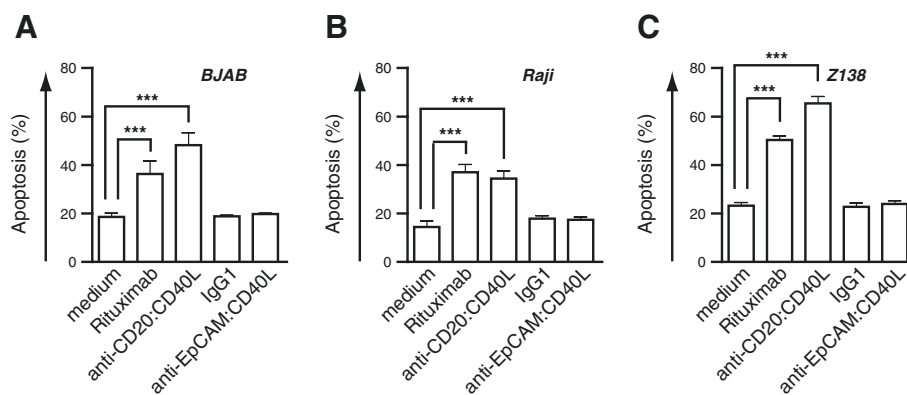 A
BJAB
Apoptosis (%)
80
60
40
20
0
***
***
medium
Rituximab
anti-CD20:CD40L
IgG1
anti-EpCAM:CD40L
B
Raji
Apoptosis (%)
80
60
40
20
0
***
***
medium
Rituximab
anti-CD20:CD40L
IgG1
anti-EpCAM:CD40L
C
Z138
Apoptosis (%)
80
60
40
20
0
***
***
medium
Rituximab
anti-CD20:CD40L
IgG1
anti-EpCAM:CD40L